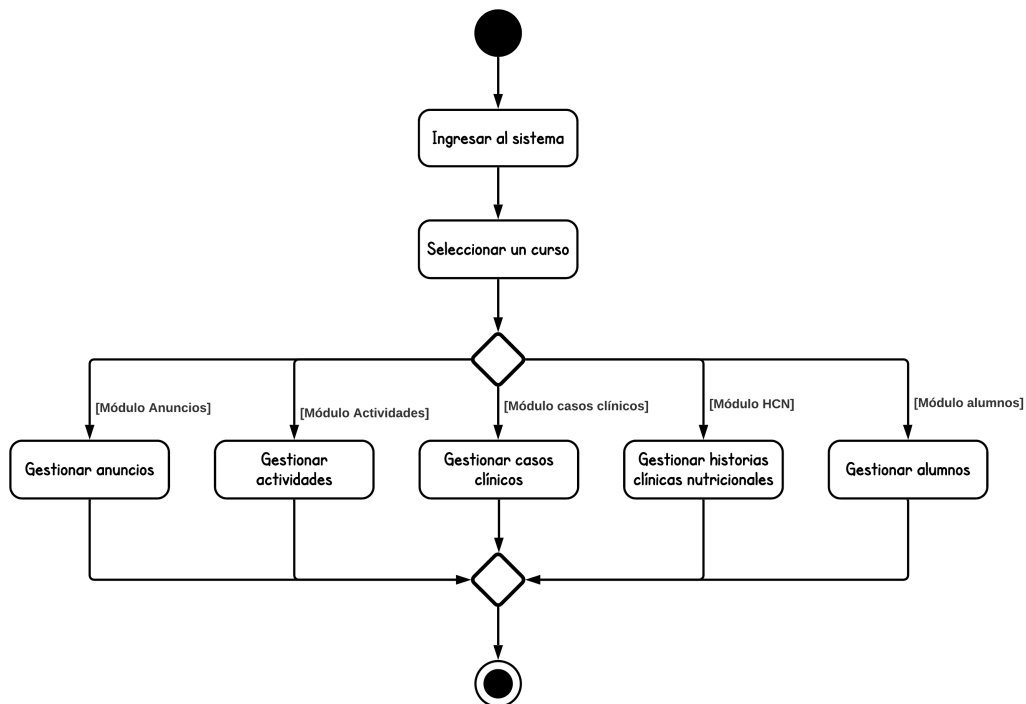 Ingresar al sistema
Seleccionar un curso
[Módulo Anuncios]
[Módulo Actividades]
[Módulo casos clínicos]
[Módulo HCN]
[Módulo alumnos]
Gestionar anuncios
Gestionar
actividades
Gestionar casos
clínicos
Gestionar historias
clínicas nutricionales
Gestionar alumnos